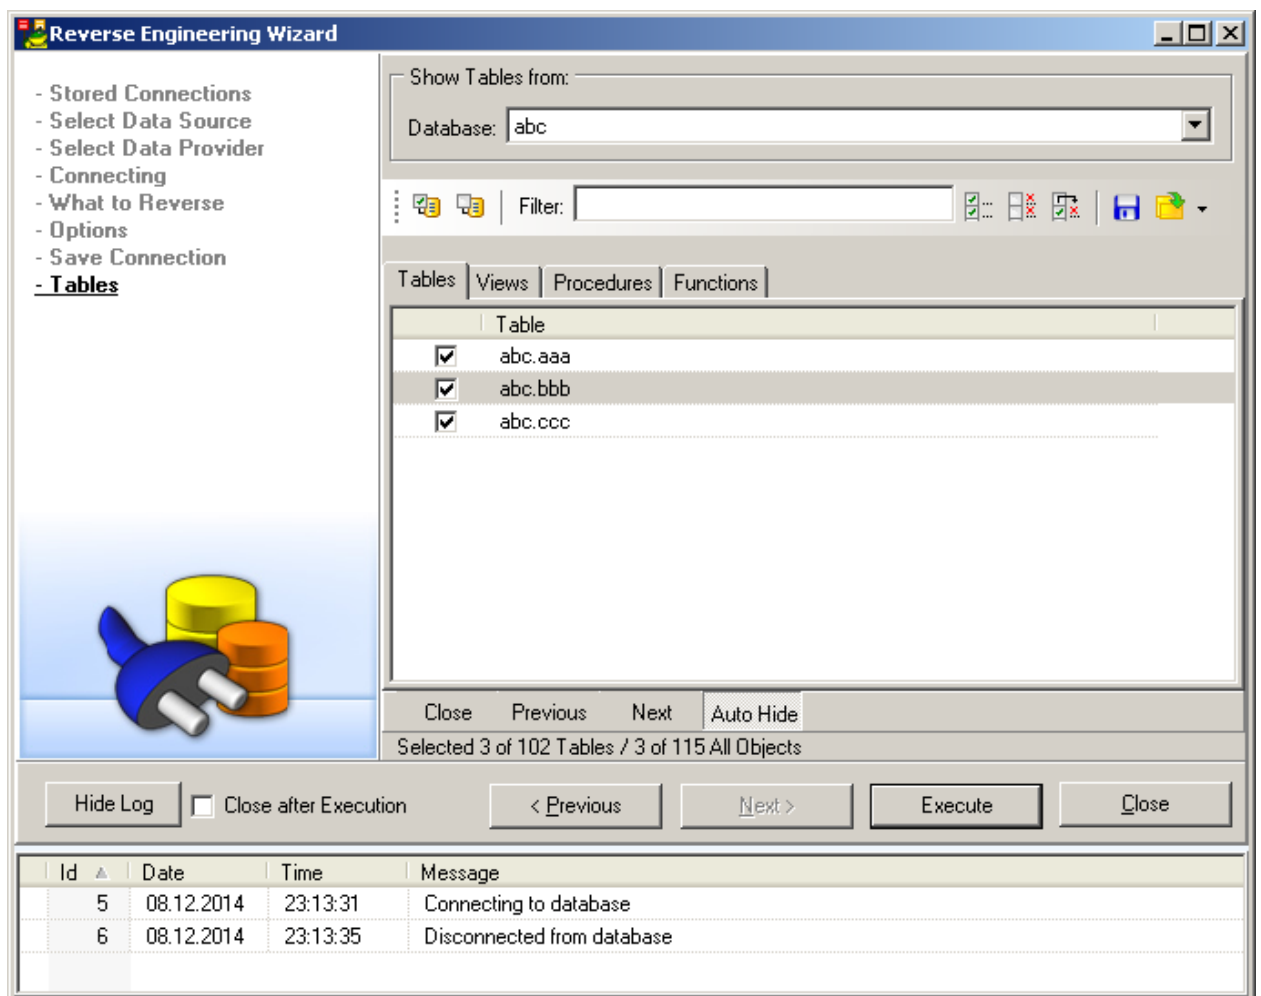 Reverse Engineering Wizard
- Stored Connections
- Select Data Source
- Select Data Provider
- Connecting
- What to Reverse
- Options
- Save Connection
- Tables
Show Tables from:
Database: abc
Filter:
Tables Views Procedures Functions
Table
abc.aaa
abc.bbb
abc.ccc
Close Previous Next Auto Hide
Selected 3 of 102 Tables / 3 of 115 All Objects
Hide Log Close after Execution < Previous Next > Execute Close
Id Date Time Message
5 08.12.2014 23:13:31 Connecting to database
6 08.12.2014 23:13:35 Disconnected from database